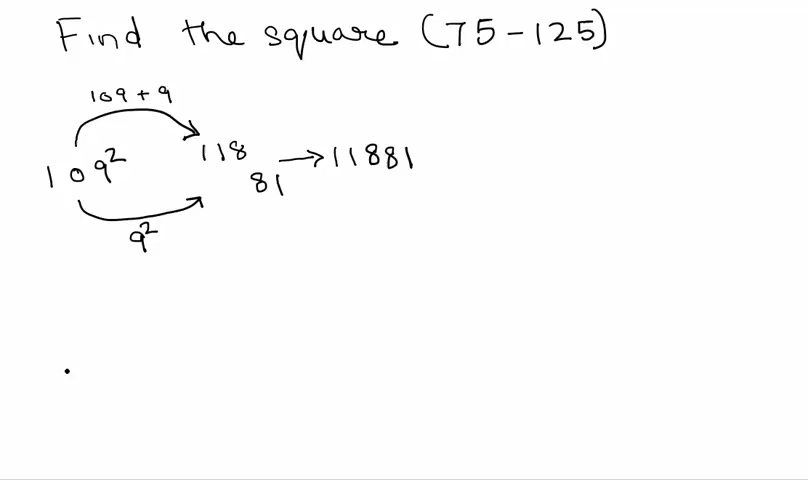 Find the square (75-125)
109 + 9
109² 118 81 → 11881
9²